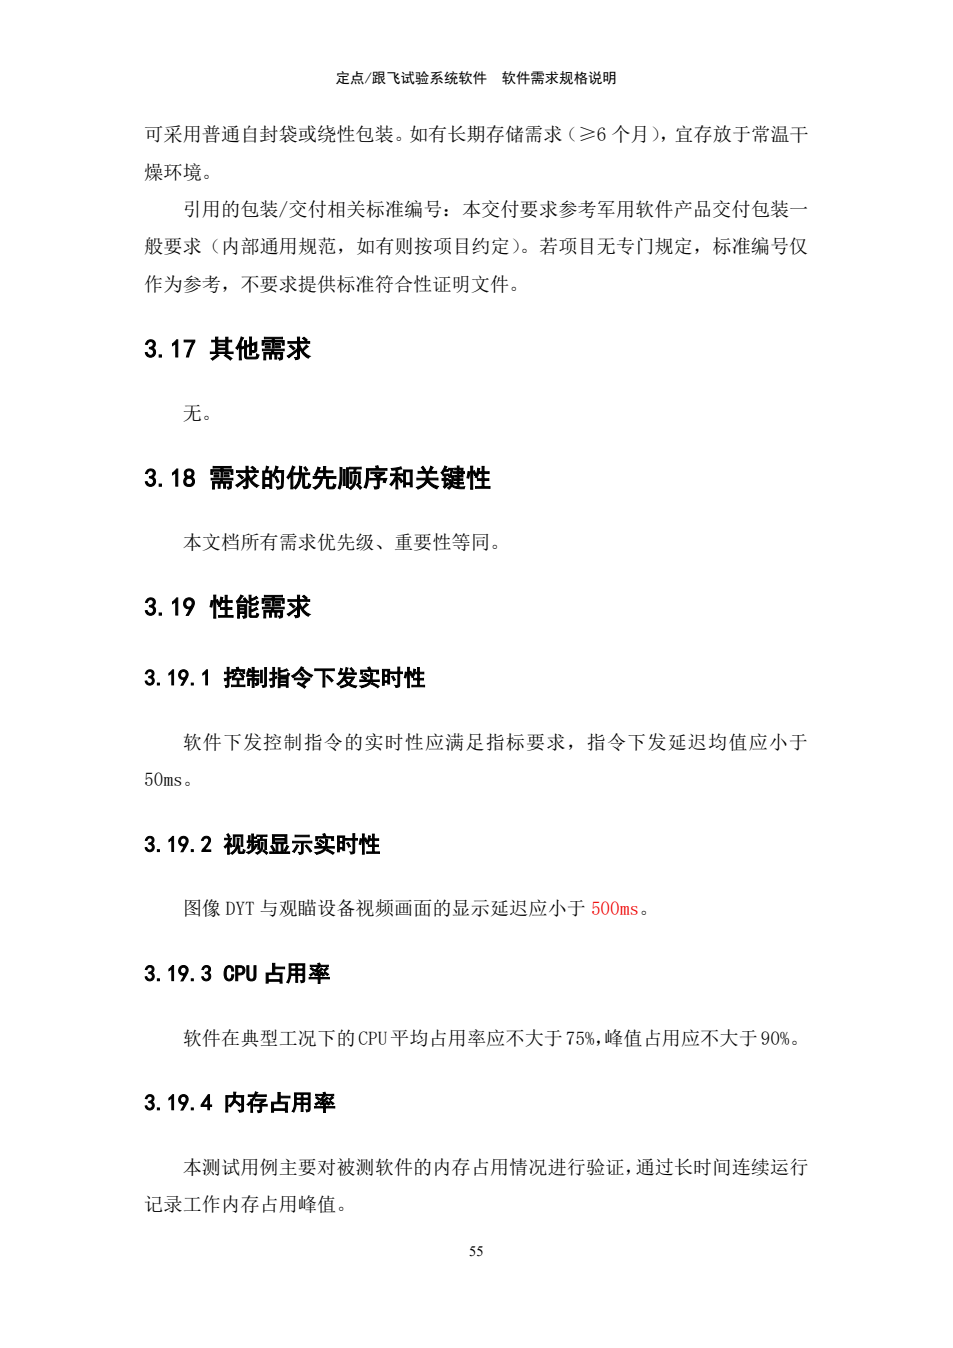 定点/跟飞试验系统软件　软件需求规格说明
可采用普通自封袋或绕性包装。如有长期存储需求（≥6 个月），宜存放于常温干
燥环境。
引用的包装/交付相关标准编号：本交付要求参考军用软件产品交付包装一
般要求（内部通用规范，如有则按项目约定）。若项目无专门规定，标准编号仅
作为参考，不要求提供标准符合性证明文件。
3.17 其他需求
无。
3.18 需求的优先顺序和关键性
本文档所有需求优先级、重要性等同。
3.19 性能需求
3.19.1 控制指令下发实时性
软件下发控制指令的实时性应满足指标要求，指令下发延迟均值应小于
50ms。
3.19.2 视频显示实时性
图像 DYT 与观瞄设备视频画面的显示延迟应小于 500ms。
3.19.3 CPU 占用率
软件在典型工况下的 CPU 平均占用率应不大于 75%，峰值占用应不大于 90%。
3.19.4 内存占用率
本测试用例主要对被测软件的内存占用情况进行验证，通过长时间连续运行
记录工作内存占用峰值。
55